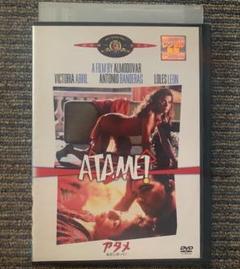 A FILM BY ALMODOVAR
VICTORIA ABRIL ANTONIO BANDERAS LOLES LEON
ATAME!
アタメ
DVD